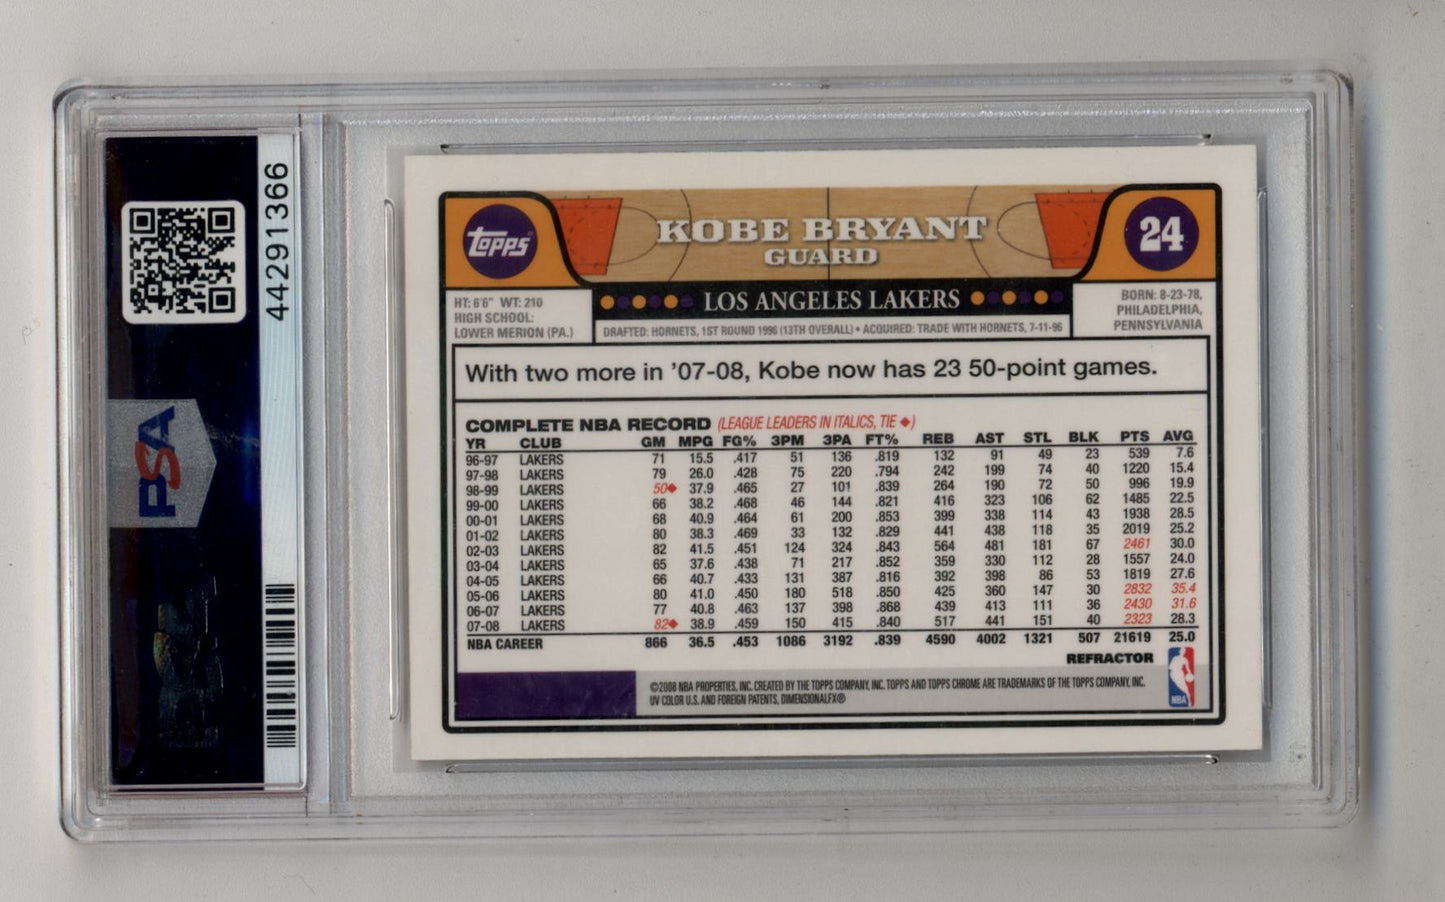 44291366
PSA
Topps
KOBE BRYANT
GUARD
24
HT: 6'6" WT: 210
HIGH SCHOOL:
LOWER MERION (PA.)
LOS ANGELES LAKERS
DRAFTED: HORNETS, 1ST ROUND 1996 (13TH OVERALL) • ACQUIRED: TRADE WITH HORNETS, 7-11-96
BORN: 8-23-78,
PHILADELPHIA,
PENNSYLVANIA
With two more in '07-08, Kobe now has 23 50-point games.
COMPLETE NBA RECORD (LEAGUE LEADERS IN ITALICS, TIE ♦)
YR CLUB GM MPG FG% 3PM 3PA FT% REB AST STL BLK PTS AVG
96-97 LAKERS 71 15.5 .417 51 136 .819 132 91 49 23 539 7.6
97-98 LAKERS 79 26.0 .428 75 220 .794 242 199 74 40 1220 15.4
98-99 LAKERS 50♦ 37.9 .465 27 101 .839 264 190 72 50 996 19.9
99-00 LAKERS 66 38.2 .468 46 144 .821 416 323 106 62 1485 22.5
00-01 LAKERS 68 40.9 .464 61 200 .853 399 338 114 43 1938 28.5
01-02 LAKERS 80 38.3 .469 33 132 .829 441 438 118 35 2019 25.2
02-03 LAKERS 82 41.5 .451 124 324 .843 564 481 181 67 2461 30.0
03-04 LAKERS 65 37.6 .438 71 217 .852 359 330 112 28 1557 24.0
04-05 LAKERS 66 40.7 .433 131 387 .816 392 398 86 53 1819 27.6
05-06 LAKERS 80 41.0 .450 180 518 .850 425 360 147 30 2832 35.4
06-07 LAKERS 77 40.8 .463 137 398 .868 439 413 111 36 2430 31.6
07-08 LAKERS 82♦ 38.9 .459 150 415 .840 517 441 151 40 2323 28.3
NBA CAREER 866 36.5 .453 1086 3192 .839 4590 4002 1321 507 21619 25.0
REFRACTOR
NBA
©2008 NBA PROPERTIES, INC. CREATED BY THE TOPPS COMPANY, INC. TOPPS AND TOPPS CHROME ARE TRADEMARKS OF THE TOPPS COMPANY, INC.
UV COLOR U.S. AND FOREIGN PATENTS, DIMENSIONALFX®